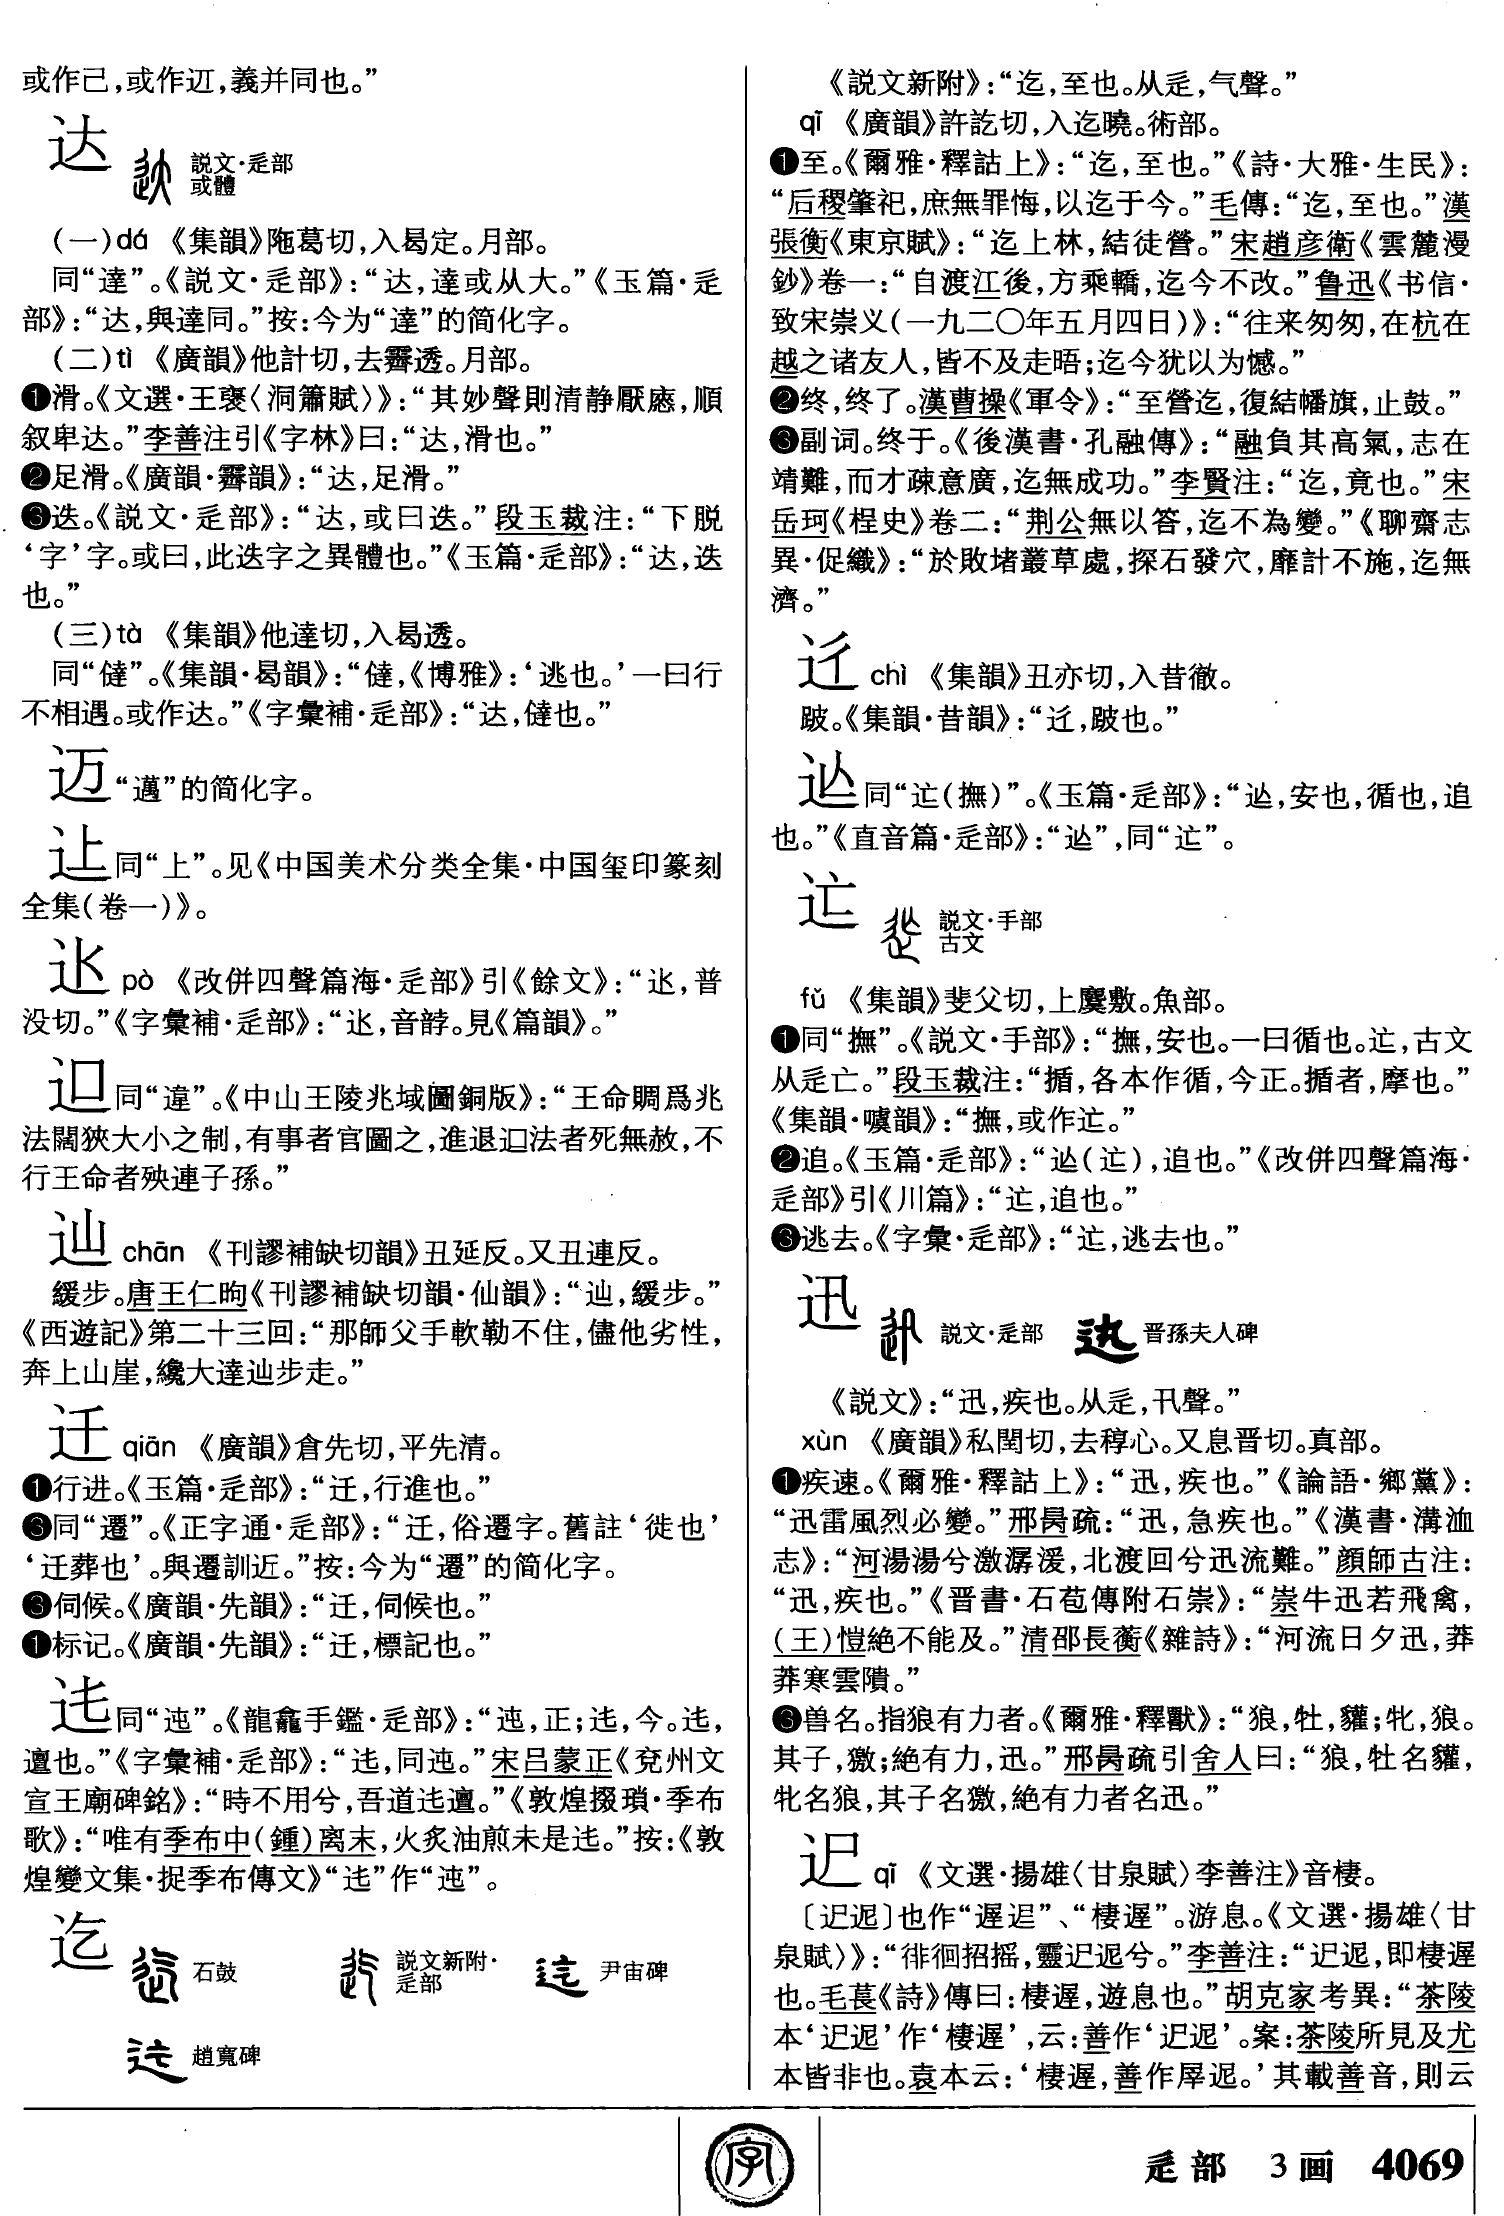 或作己，或作辺，義并同也。”
达
説文·辵部
或體
(一)dá 《集韻》陁葛切，入曷定。月部。
同“達”。《説文·辵部》：“达，達或从大。”《玉篇·辵
部》：“达，與達同。”按：今为“達”的简化字。
(二)tì 《廣韻》他計切，去霽透。月部。
❶滑。《文選·王褒〈洞簫賦〉》：“其妙聲則清静厭㥷，順
叙卑达。”李善注引《字林》曰：“达，滑也。”
❷足滑。《廣韻·霽韻》：“达，足滑。”
❸迭。《説文·辵部》：“达，或曰迭。”段玉裁注：“下脱
‘字’字。或曰，此迭字之異體也。”《玉篇·辵部》：“达，迭
也。”
(三)tà 《集韻》他達切，入曷透。
同“㒓”。《集韻·曷韻》：“㒓，《博雅》：‘逃也。’一曰行
不相遇。或作达。”《字彙補·辵部》：“达，㒓也。”
迈“邁”的简化字。
让同“上”。见《中国美术分类全集·中国玺印篆刻
全集(卷一)》。
pò 《改併四聲篇海·辵部》引《餘文》：“，普
没切。”《字彙補·辵部》：“，音誖。見《篇韻》。”
同“違”。《中山王陵兆域圖銅版》：“王命賙爲兆
法闊狹大小之制，有事者官圖之，進退法者死無赦，不
行王命者殃連子孫。”
辿 chān 《刊謬補缺切韻》丑延反。又丑連反。
緩步。唐王仁昫《刊謬補缺切韻·仙韻》：“辿，緩步。”
《西遊記》第二十三回：“那師父手軟勒不住，儘他劣性，
奔上山崖，纔大達辿步走。”
迁 qiān 《廣韻》倉先切，平先清。
❶行进。《玉篇·辵部》：“迁，行進也。”
❸同“遷”。《正字通·辵部》：“迁，俗遷字。舊註‘徙也’
‘迁葬也’。與遷訓近。”按：今为“遷”的简化字。
❸伺候。《廣韻·先韻》：“迁，伺候也。”
❶标记。《廣韻·先韻》：“迁，標記也。”
迍同“迍”。《龍龕手鑑·辵部》：“迍，正；，今。，
邅也。”《字彙補·辵部》：“，同迍。”宋吕蒙正《兗州文
宣王廟碑銘》：“時不用兮，吾道邅。”《敦煌掇瑣·季布
歌》：“唯有季布中(鍾)离末，火炙油煎未是。”按：《敦
煌變文集·捉季布傳文》“”作“迍”。
迄
石鼓
説文新附·
辵部
尹宙碑
趙寬碑
《説文新附》：“迄，至也。从辵，气聲。”
qǐ 《廣韻》許訖切，入迄曉。術部。
❶至。《爾雅·釋詁上》：“迄，至也。”《詩·大雅·生民》：
“后稷肇祀，庶無罪悔，以迄于今。”毛傳：“迄，至也。”漢
張衡《東京賦》：“迄上林，結徒營。”宋趙彦衛《雲麓漫
鈔》卷一：“自渡江後，方乘轎，迄今不改。”鲁迅《书信·
致宋崇义(一九二〇年五月四日)》：“往来匆匆，在杭在
越之诸友人，皆不及走晤；迄今犹以为憾。”
❷终，终了。漢曹操《軍令》：“至營迄，復結幡旗，止鼓。”
❸副词。终于。《後漢書·孔融傳》：“融負其高氣，志在
靖難，而才疎意廣，迄無成功。”李賢注：“迄，竟也。”宋
岳珂《桯史》卷二：“荆公無以答，迄不為變。”《聊齋志
異·促織》：“於敗堵叢草處，探石發穴，靡計不施，迄無
濟。”
chì 《集韻》丑亦切，入昔徹。
跛。《集韻·昔韻》：“，跛也。”
同“(撫)”。《玉篇·辵部》：“，安也，循也，追
也。”《直音篇·辵部》：“”，同“”。
説文·手部
古文
fǔ 《集韻》斐父切，上麌敷。魚部。
❶同“撫”。《説文·手部》：“撫，安也。一曰循也。，古文
从辵亡。”段玉裁注：“揗，各本作循，今正。揗者，摩也。”
《集韻·噳韻》：“撫，或作。”
❷追。《玉篇·辵部》：“()，追也。”《改併四聲篇海·
辵部》引《川篇》：“，追也。”
❸逃去。《字彙·辵部》：“，逃去也。”
迅
説文·辵部
晋孫夫人碑
《説文》：“迅，疾也。从辵，卂聲。”
xùn 《廣韻》私閏切，去稕心。又息晋切。真部。
❶疾速。《爾雅·釋詁上》：“迅，疾也。”《論語·鄉黨》：
“迅雷風烈必變。”邢昺疏：“迅，急疾也。”《漢書·溝洫
志》：“河湯湯兮激潺湲，北渡回兮迅流難。”顔師古注：
“迅，疾也。”《晋書·石苞傳附石崇》：“崇牛迅若飛禽，
(王)愷絶不能及。”清邵長蘅《雜詩》：“河流日夕迅，莽
莽寒雲隤。”
❻兽名。指狼有力者。《爾雅·釋獸》：“狼，牡，貛；牝，狼。
其子，獥；絶有力，迅。”邢昺疏引舍人曰：“狼，牡名貛，
牝名狼，其子名獥，絶有力者名迅。”
迉 qī 《文選·揚雄〈甘泉賦〉李善注》音棲。
〔迉迡〕也作“遲迟”、“棲遲”。游息。《文選·揚雄〈甘
泉賦〉》：“徘徊招摇，靈迉迡兮。”李善注：“迉迡，即棲遲
也。毛萇《詩》傳曰：棲遲，遊息也。”胡克家考異：“茶陵
本‘迉迡’作‘棲遲’，云：善作‘迉迡’。案：茶陵所見及尤
本皆非也。袁本云：‘棲遲，善作㞕迡。’其載善音，則云
字
辵部 3画 4069